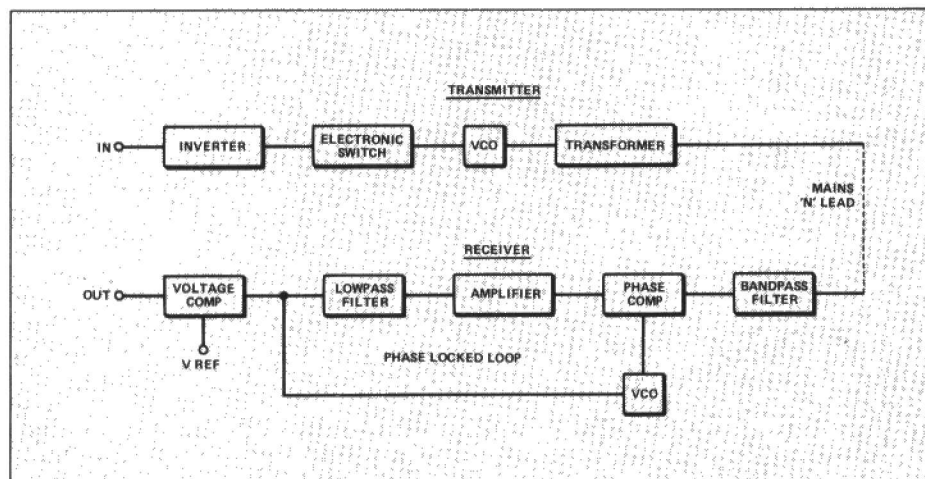 TRANSMITTER
IN
INVERTER
ELECTRONIC
SWITCH
VCO
TRANSFORMER
MAINS
'N' LEAD
RECEIVER
OUT
VOLTAGE
COMP
LOWPASS
FILTER
AMPLIFIER
PHASE
COMP
BANDPASS
FILTER
V REF
PHASE LOCKED LOOP
VCO